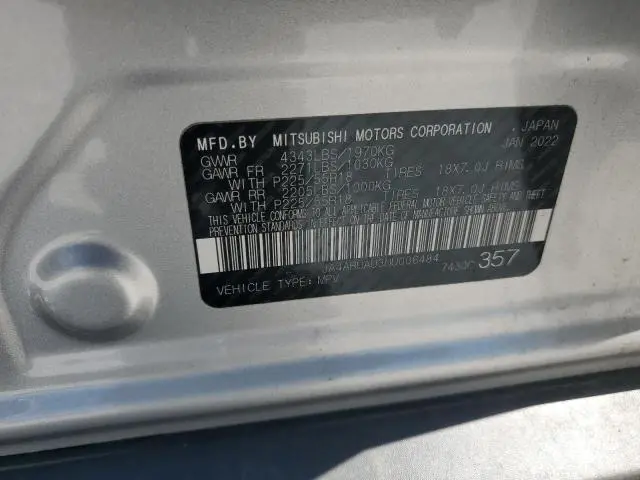 MFD.BY MITSUBISHI MOTORS CORPORATION . JAPAN
GVWR 4343LBS/1970KG JAN 2022
GAWR FR 2271LBS/1030KG
WITH P225/55R18 TIRES 18X7.0J RIMS
GAWR RR 2205LBS/1000KG
WITH P225/55R18 TIRES 18X7.0J RIMS
THIS VEHICLE CONFORMS TO ALL APPLICABLE FEDERAL MOTOR VEHICLE SAFETY AND THEFT
PREVENTION STANDARDS IN EFFECT ON THE DATE OF MANUFACTURE SHOWN ABOVE.
357
VEHICLE TYPE: MPV